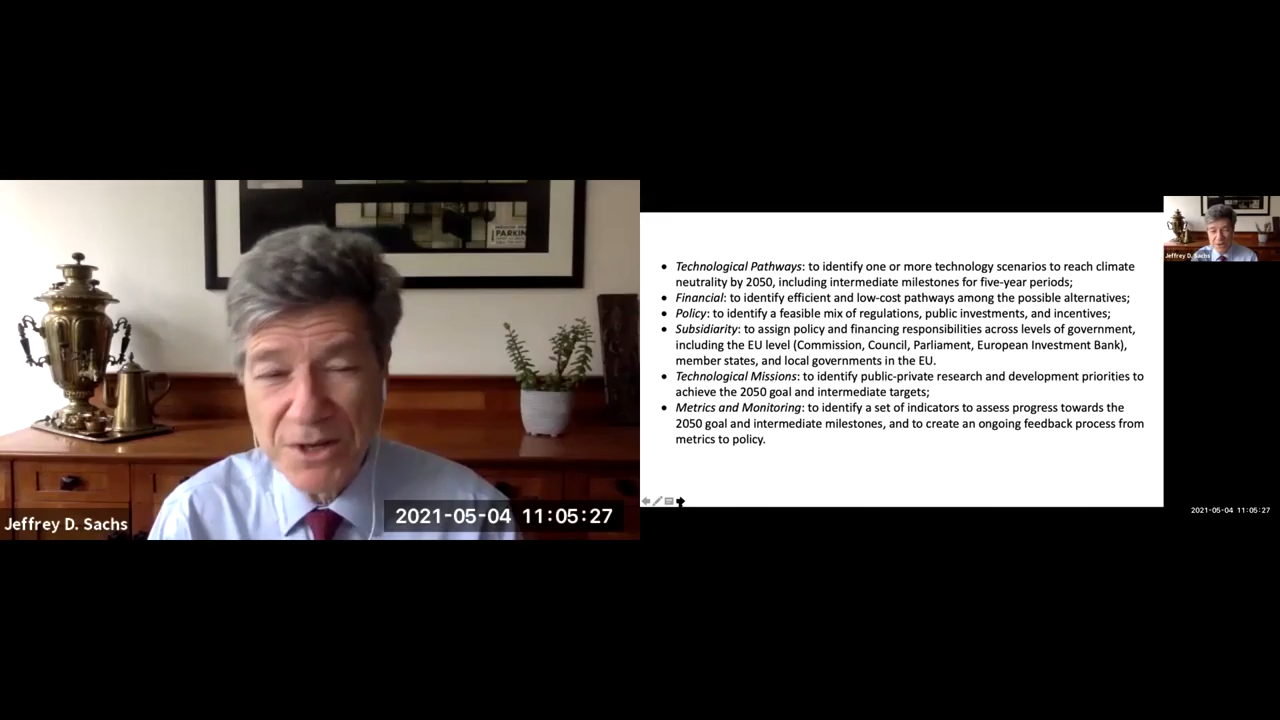 PARKIN
Jeffrey D. Sachs
2021-05-04 11:05:27
• Technological Pathways: to identify one or more technology scenarios to reach climate
neutrality by 2050, including intermediate milestones for five-year periods;
• Financial: to identify efficient and low-cost pathways among the possible alternatives;
• Policy: to identify a feasible mix of regulations, public investments, and incentives;
• Subsidiarity: to assign policy and financing responsibilities across levels of government,
including the EU level (Commission, Council, Parliament, European Investment Bank),
member states, and local governments in the EU.
• Technological Missions: to identify public-private research and development priorities to
achieve the 2050 goal and intermediate targets;
• Metrics and Monitoring: to identify a set of indicators to assess progress towards the
2050 goal and intermediate milestones, and to create an ongoing feedback process from
metrics to policy.
Jeffrey D. Sachs
2021-05-04 11:05:27